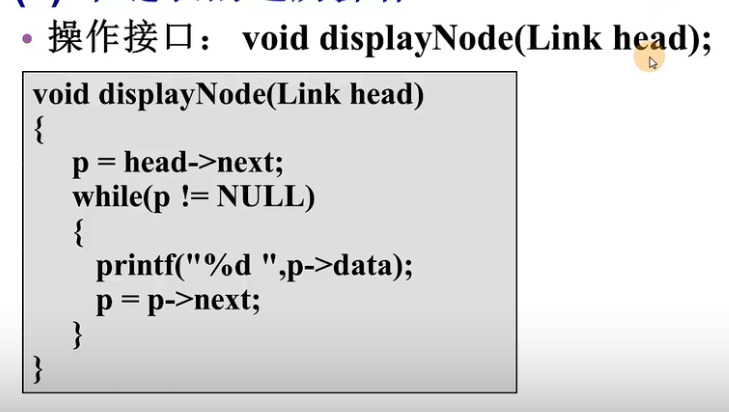 • 操作接口： void displayNode(Link head);
void displayNode(Link head)
{
p = head->next;
while(p != NULL)
{
printf("%d ",p->data);
p = p->next;
}
}